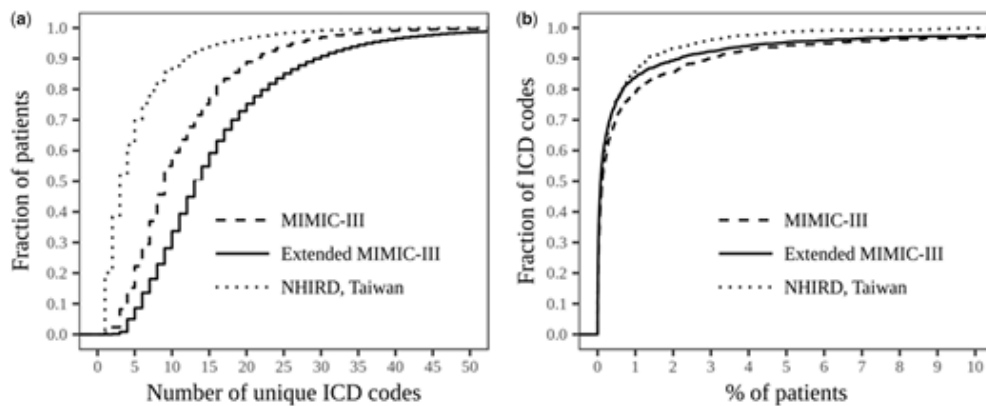 (a)
Fraction of patients
1.0
0.9
0.8
0.7
0.6
0.5
0.4
0.3
0.2
0.1
0.0
MIMIC-III
Extended MIMIC-III
NHIRD, Taiwan
0 5 10 15 20 25 30 35 40 45 50
Number of unique ICD codes
(b)
Fraction of ICD codes
1.0
0.9
0.8
0.7
0.6
0.5
0.4
0.3
0.2
0.1
0.0
MIMIC-III
Extended MIMIC-III
NHIRD, Taiwan
0 1 2 3 4 5 6 7 8 9 10
% of patients